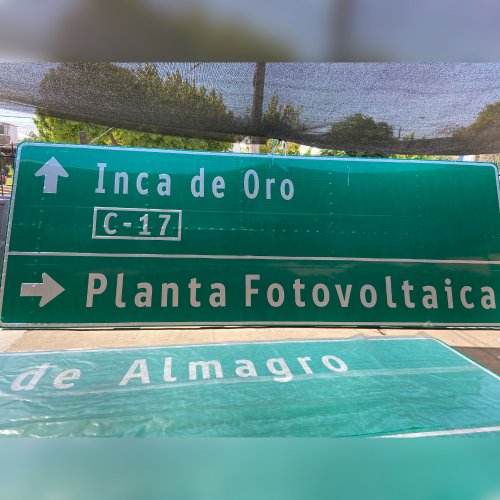 Inca de Oro
C-17
Planta Fotovoltaica
de Almagro